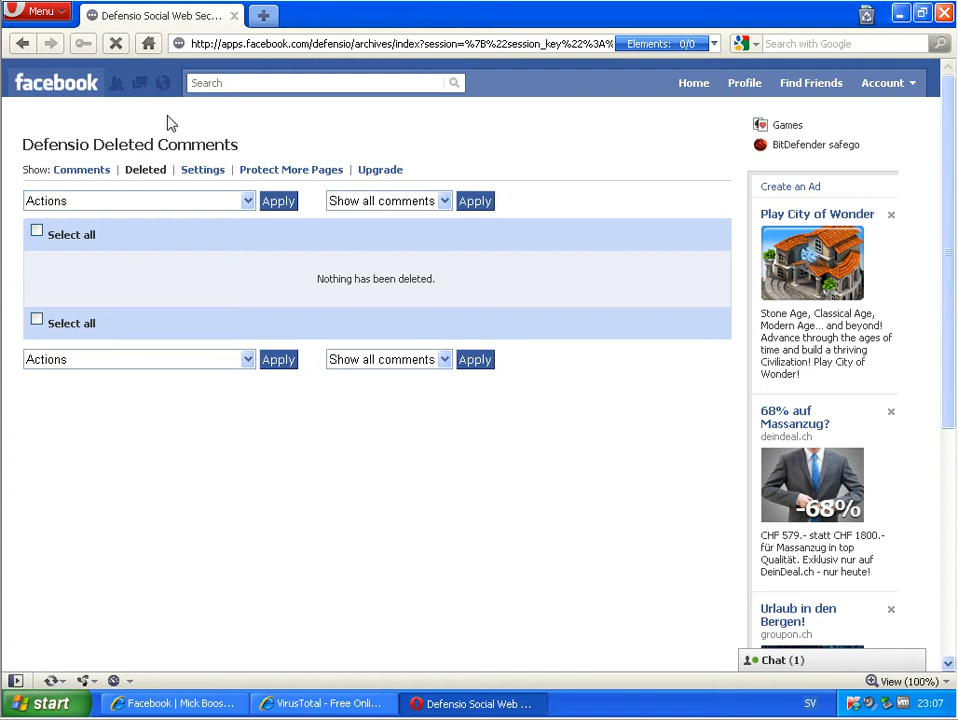 Menu
Defensio Social Web Sec...
http://apps.facebook.com/defensio/archives/index?session=%7B%22session_key%22%3A%
Elements: 0/0
Search with Google
facebook
Search
Home
Profile
Find Friends
Account
Defensio Deleted Comments
Show: Comments | Deleted | Settings | Protect More Pages | Upgrade
Actions
Apply
Show all comments
Apply
Select all
Nothing has been deleted.
Select all
Actions
Apply
Show all comments
Apply
Games
BitDefender safego
Create an Ad
Play City of Wonder
Stone Age, Classical Age,
Modern Age... and beyond!
Advance through the ages of
time and build a thriving
Civilization! Play City of
Wonder!
68% auf
Massanzug?
deindeal.ch
-68%
CHF 579.- statt CHF 1800.-
für Massanzug in top
Qualität. Exklusiv nur auf
DeinDeal.ch - nur heute!
Urlaub in den
Bergen!
groupon.ch
Chat (1)
View (100%)
start
Facebook | Mick Boos...
VirusTotal - Free Onli...
Defensio Social Web ...
SV
23:07